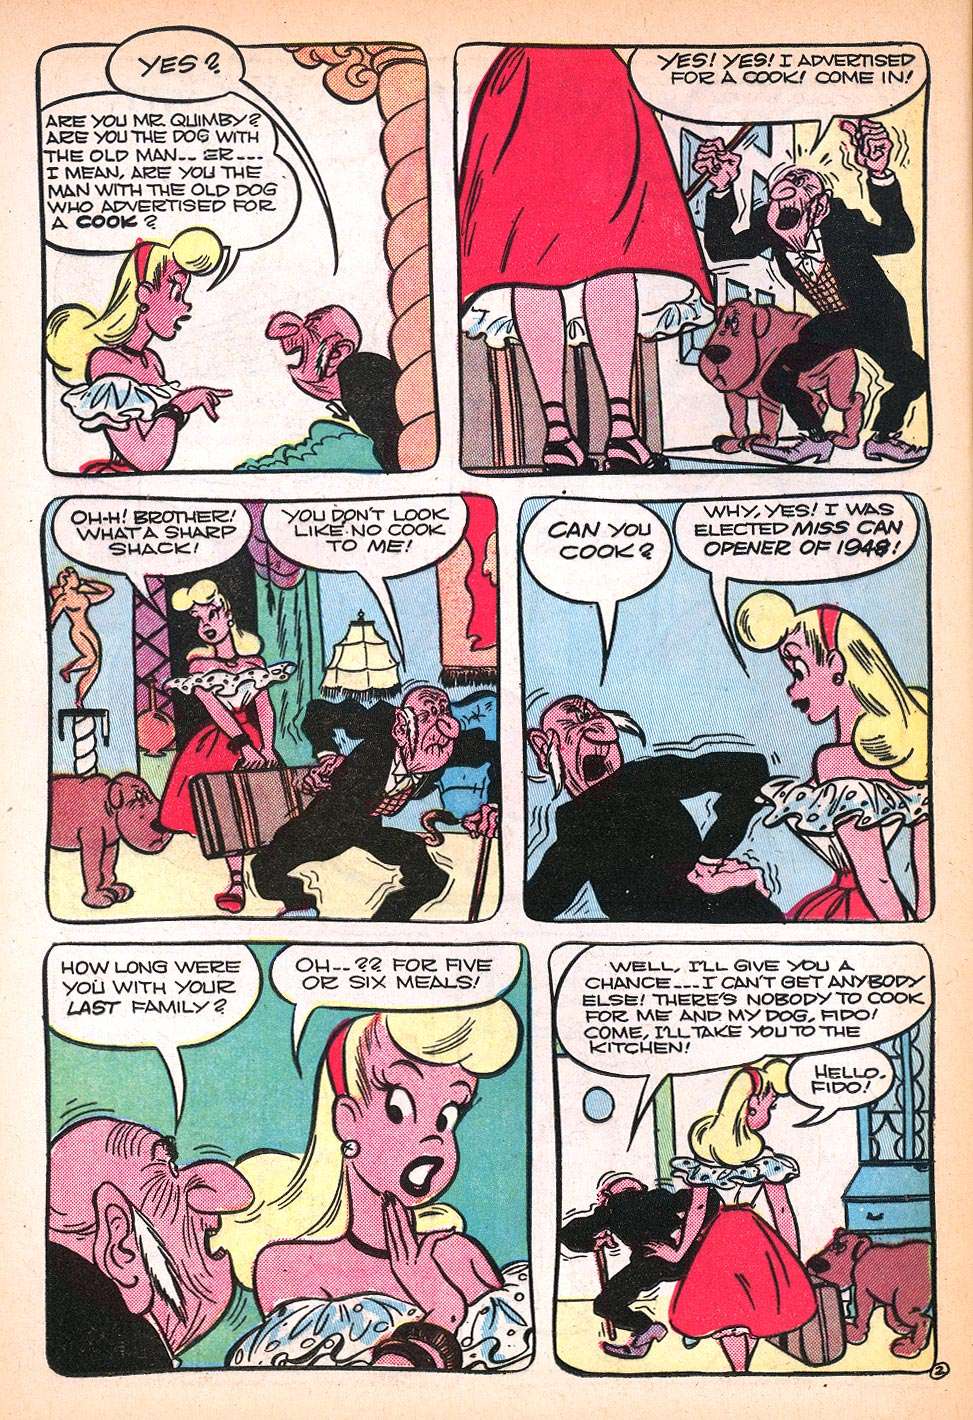 YES?
ARE YOU MR. QUIMBY?
ARE YOU THE DOG WITH
THE OLD MAN-- ER---
I MEAN, ARE YOU THE
MAN WITH THE OLD DOG
WHO ADVERTISED FOR
A COOK?
YES! YES! I ADVERTISED
FOR A COOK! COME IN!
OH-H! BROTHER!
WHAT A SHARP
SHACK!
YOU DON'T LOOK
LIKE NO COOK
TO ME!
CAN YOU
COOK?
WHY, YES! I WAS
ELECTED MISS CAN
OPENER OF 1948!
HOW LONG WERE
YOU WITH YOUR
LAST FAMILY?
OH--?? FOR FIVE
OR SIX MEALS!
WELL, I'LL GIVE YOU A
CHANCE---I CAN'T GET ANYBODY
ELSE! THERE'S NOBODY TO COOK
FOR ME AND MY DOG, FIDO!
COME, I'LL TAKE YOU TO THE
KITCHEN!
HELLO,
FIDO!
2